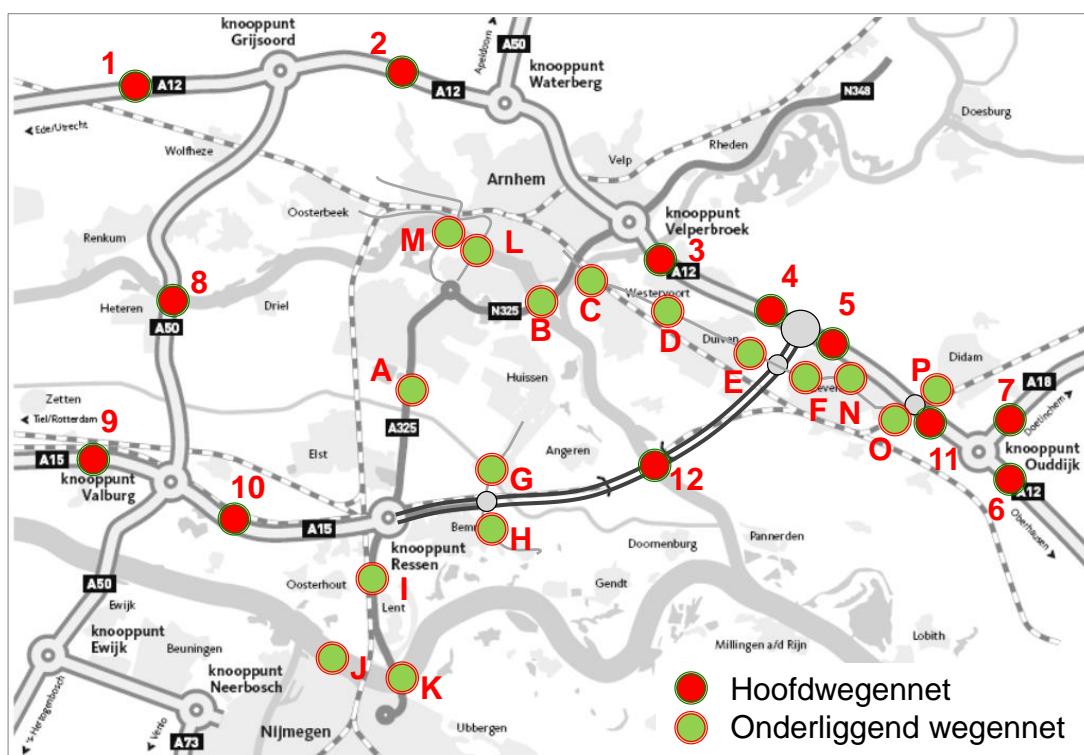 knooppunt
Grijsoord
1
2
A12
A12
Apeldoorn
A50
knooppunt
Waterberg
N348
Doesburg
Ede/Utrecht
Wolfheze
Velp
Rheden
Arnhem
Oosterbeek
knooppunt
Velperbroek
Renkum
M
L
3
A12
4
5
8
Heteren
Driel
A50
N325
B
C
Westervoort
D
Duiven
E
F
N
P
Didam
A18
7
Doetinchem
A
Huissen
Zetten
Tiel/Rotterdam
9
A15
knooppunt
Valburg
A325
Elst
G
Angeren
12
O
11
knooppunt
Ouddijk
6
A12
Oberhausen
10
A15
H
knooppunt
Ressen
Doornenburg
Pannerden
A50
Oosterhout
I
Lent
Gendt
Ewijk
knooppunt
Ewijk
Beuningen
J
K
Millingen a/d Rijn
Lobith
knooppunt
Neerbosch
's-Hertogenbosch
Venlo
A73
Nijmegen
Ubbergen
Hoofdwegennet
Onderliggend wegennet